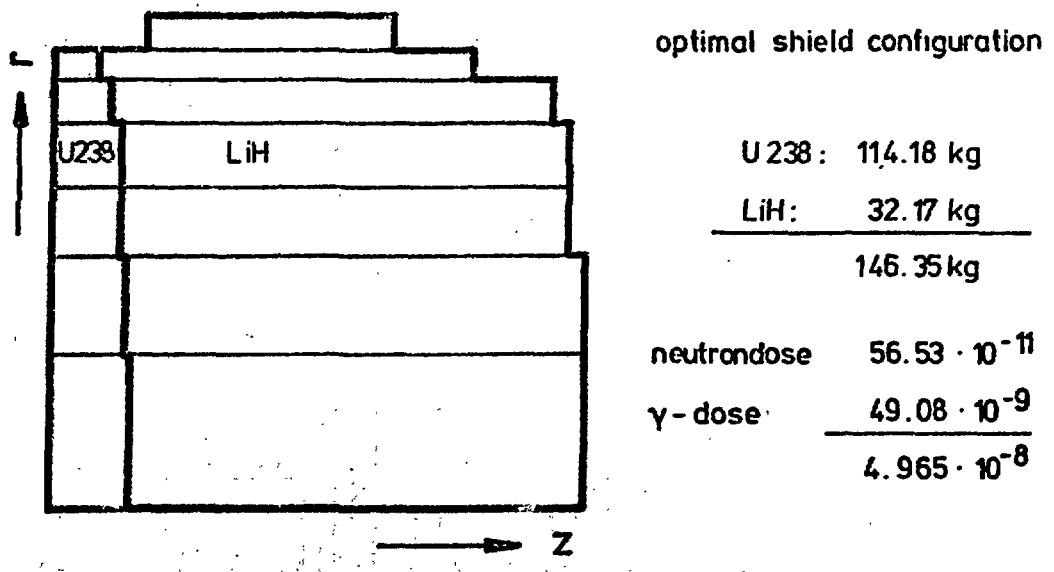 optimal shield configuration
r
U238 LiH
U238: 114.18 kg
LiH: 32.17 kg
146.35 kg
neutrondose 56.53 · 10⁻¹¹
γ-dose 49.08 · 10⁻⁹
4.965 · 10⁻⁸
z